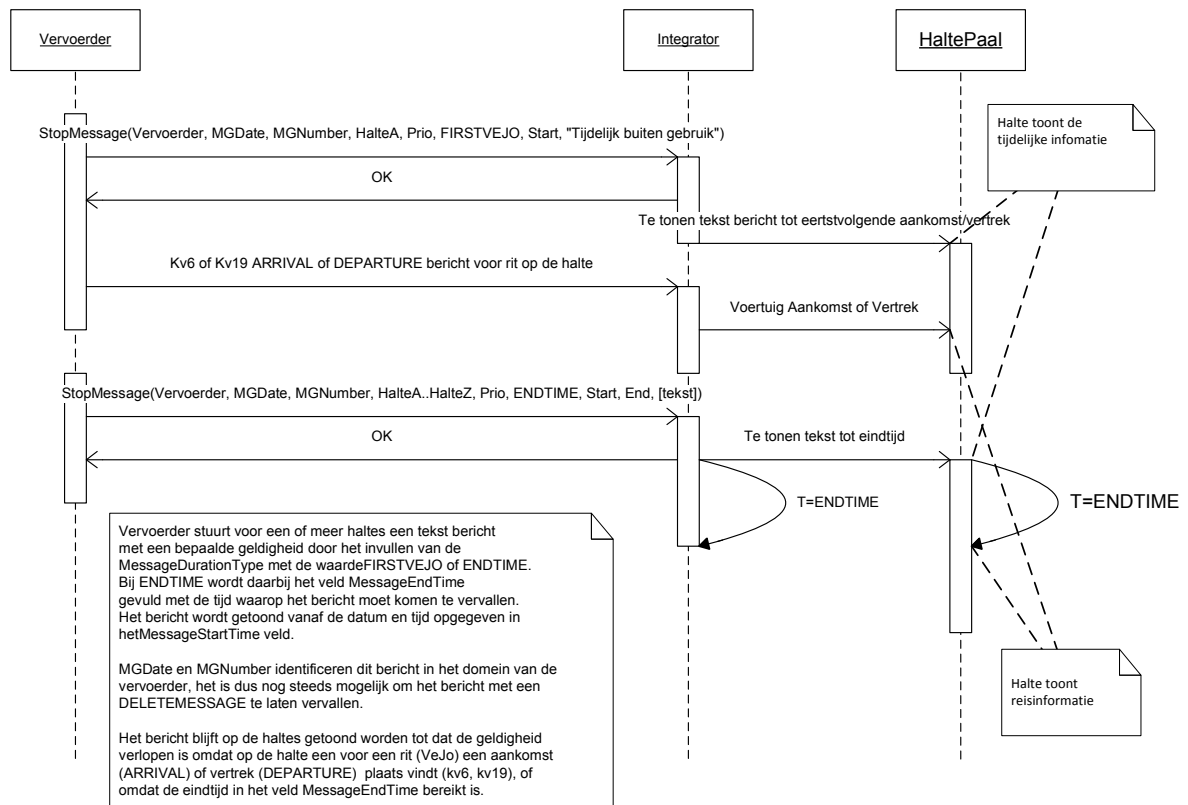 Vervoerder
Integrator
HaltePaal
StopMessage(Vervoerder, MGDate, MGNumber, HalteA, Prio, FIRSTVEJO, Start, "Tijdelijk buiten gebruik")
Halte toont de
tijdelijke infomatie
OK
Te tonen tekst bericht tot eertstvolgende aankomst/vertrek
Kv6 of Kv19 ARRIVAL of DEPARTURE bericht voor rit op de halte
Voertuig Aankomst of Vertrek
StopMessage(Vervoerder, MGDate, MGNumber, HalteA..HalteZ, Prio, ENDTIME, Start, End, [tekst])
OK
Te tonen tekst tot eindtijd
T=ENDTIME
T=ENDTIME
Vervoerder stuurt voor een of meer haltes een tekst bericht
met een bepaalde geldigheid door het invullen van de
MessageDurationType met de waardeFIRSTVEJO of ENDTIME.
Bij ENDTIME wordt daarbij het veld MessageEndTime
gevuld met de tijd waarop het bericht moet komen te vervallen.
Het bericht wordt getoond vanaf de datum en tijd opgegeven in
hetMessageStartTime veld.
MGDate en MGNumber identificeren dit bericht in het domein van de
vervoerder, het is dus nog steeds mogelijk om het bericht met een
DELETEMESSAGE te laten vervallen.
Het bericht blijft op de haltes getoond worden tot dat de geldigheid
verlopen is omdat op de halte een voor een rit (VeJo) een aankomst
(ARRIVAL) of vertrek (DEPARTURE) plaats vindt (kv6, kv19), of
omdat de eindtijd in het veld MessageEndTime bereikt is.
Halte toont
reisinformatie